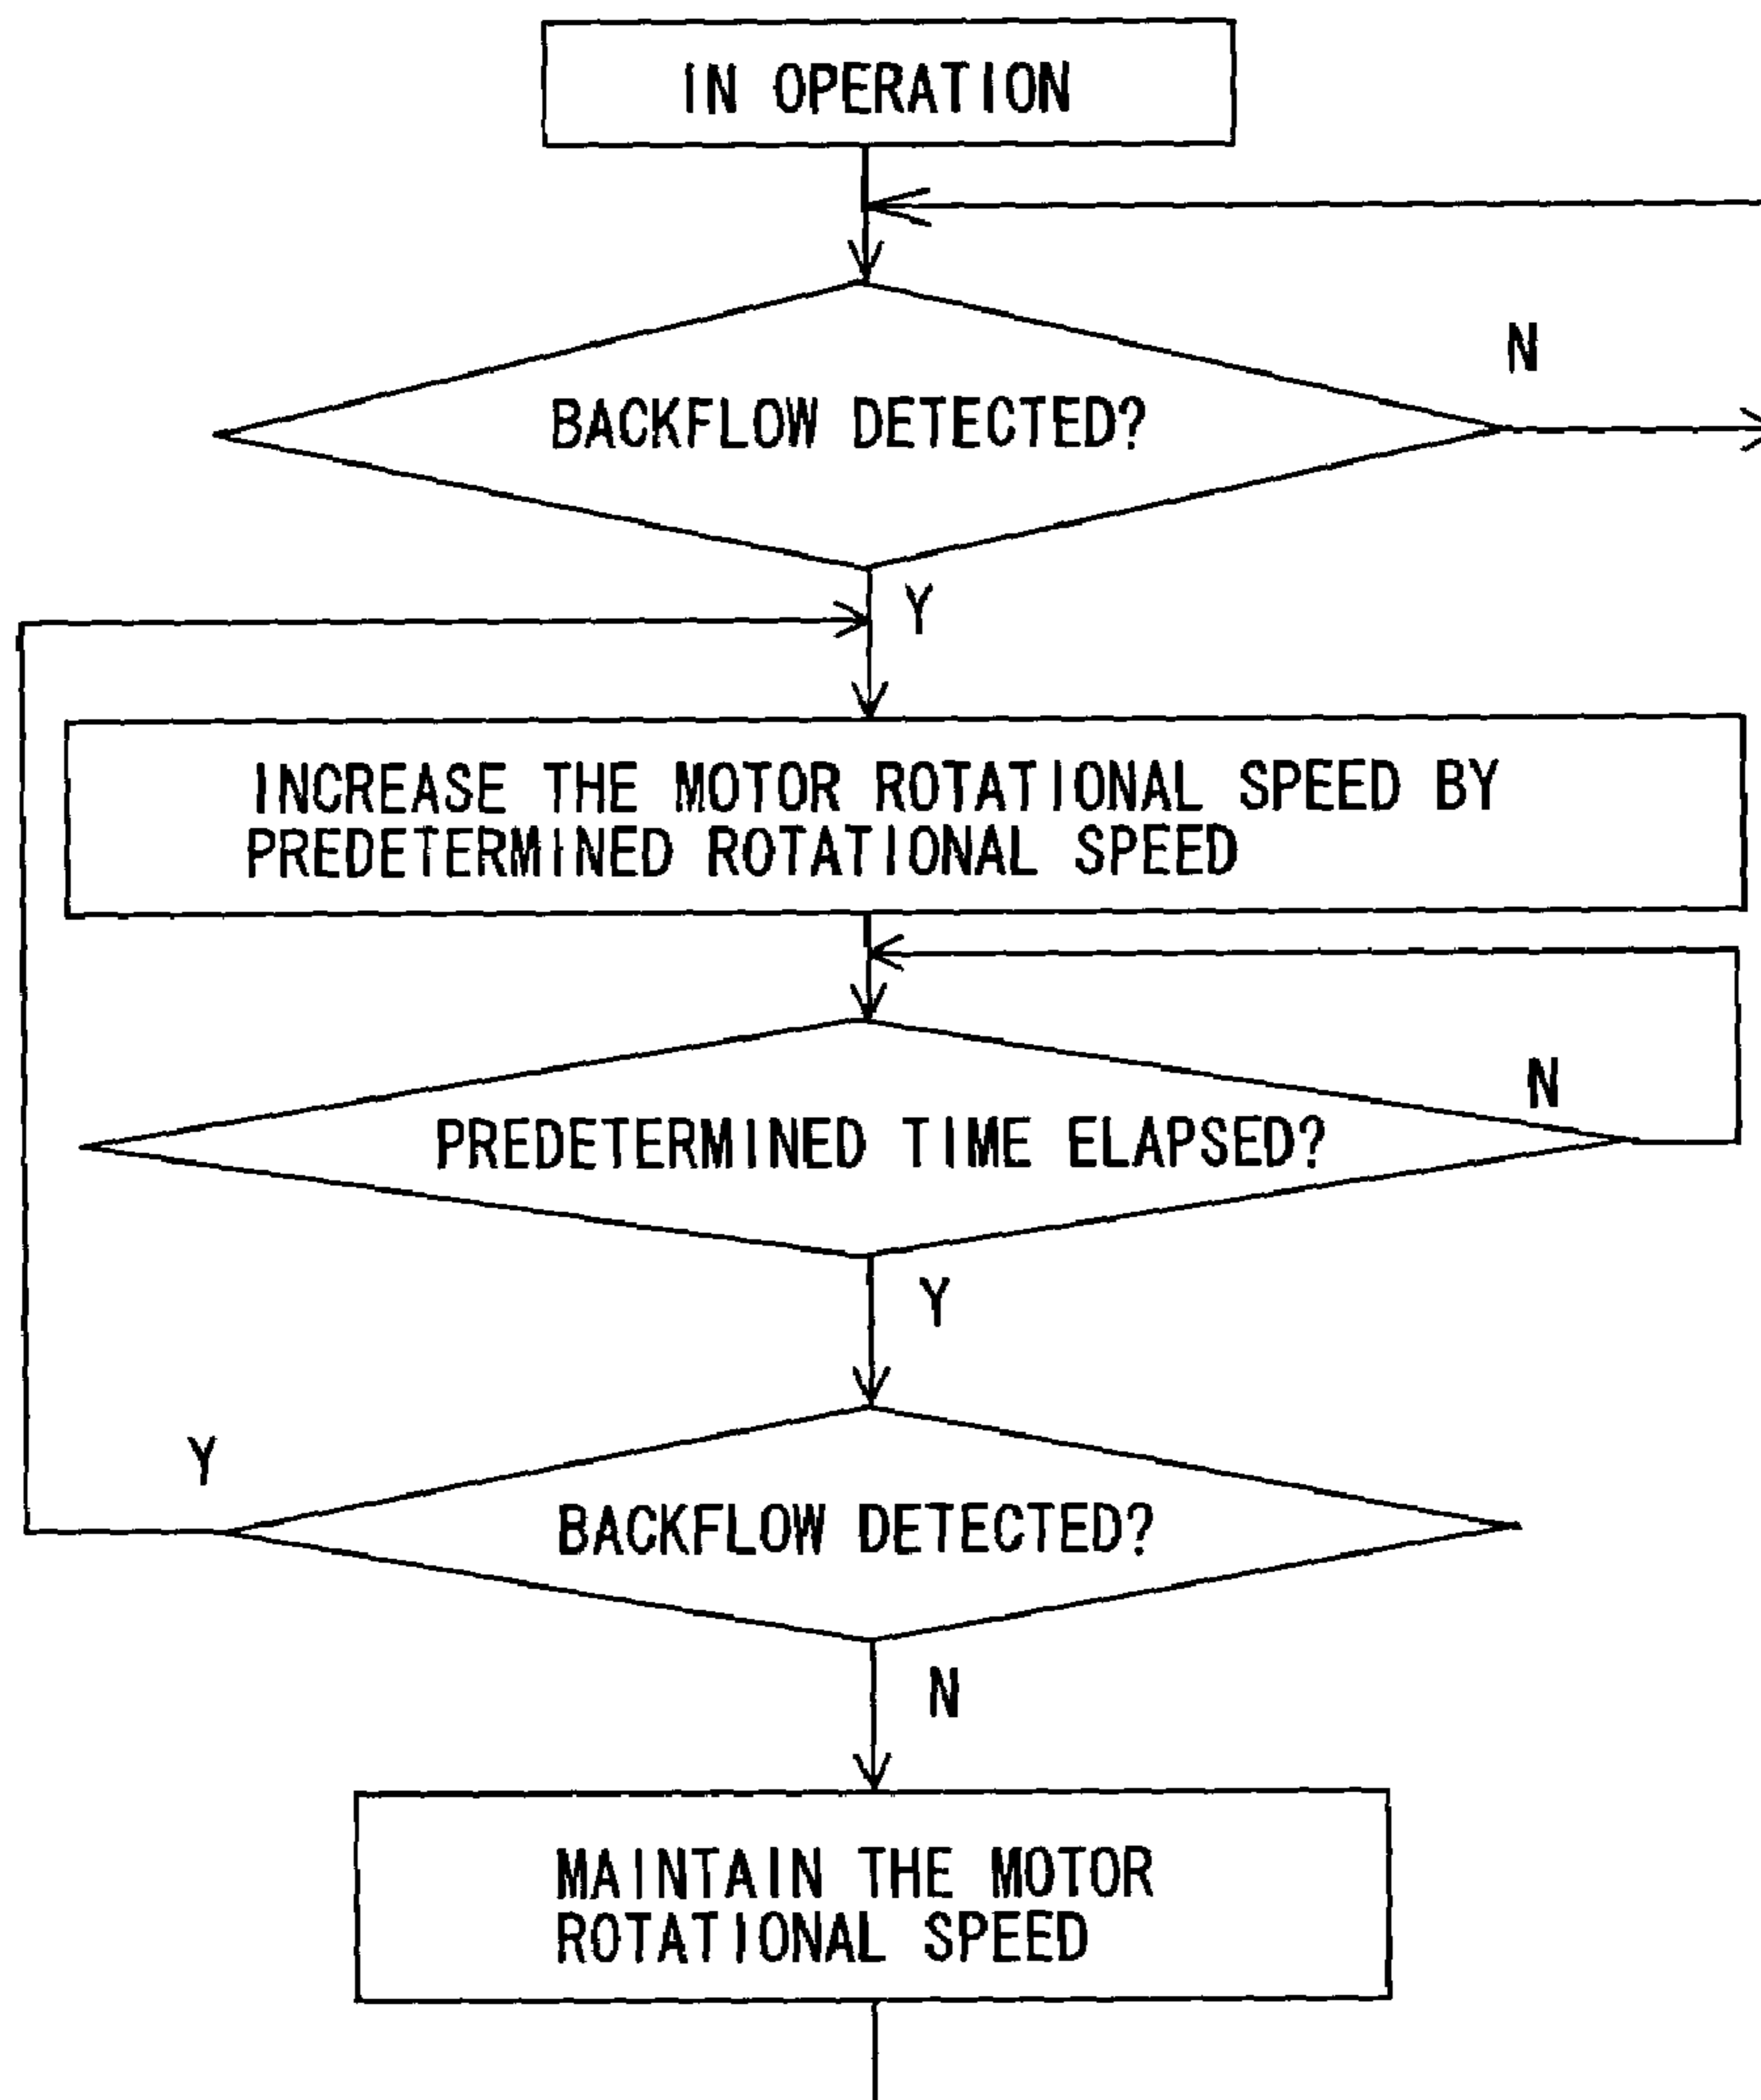 IN OPERATION
N
BACKFLOW DETECTED?
Y
INCREASE THE MOTOR ROTATIONAL SPEED BY
PREDETERMINED ROTATIONAL SPEED
N
PREDETERMINED TIME ELAPSED?
Y
Y
BACKFLOW DETECTED?
N
MAINTAIN THE MOTOR
ROTATIONAL SPEED